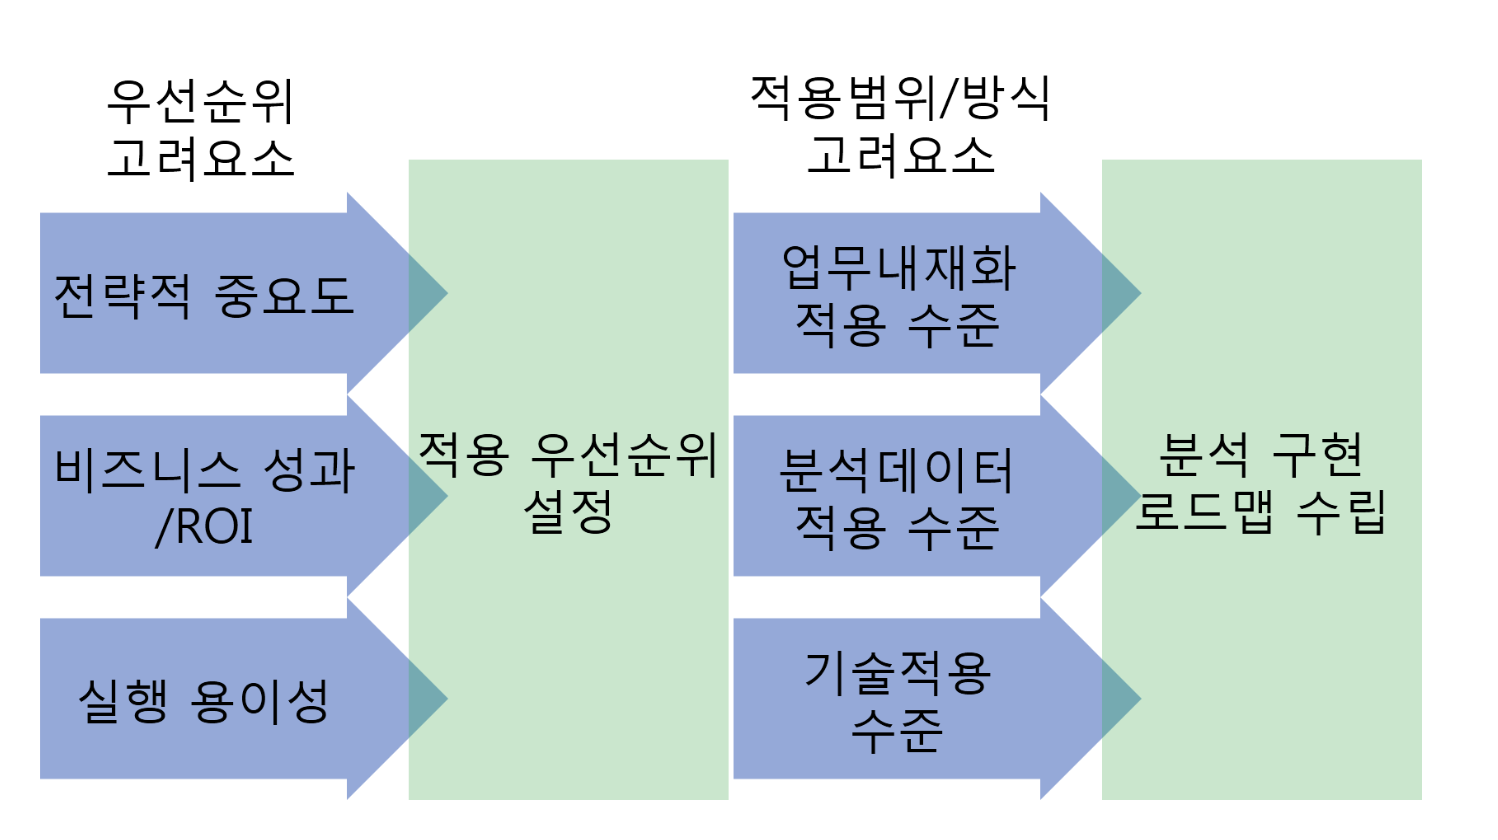 우선순위
고려요소
전략적 중요도
비즈니스 성과
/ROI
실행 용이성
적용 우선순위
설정
적용범위/방식
고려요소
업무내재화
적용 수준
분석데이터
적용 수준
기술적용
수준
분석 구현
로드맵 수립